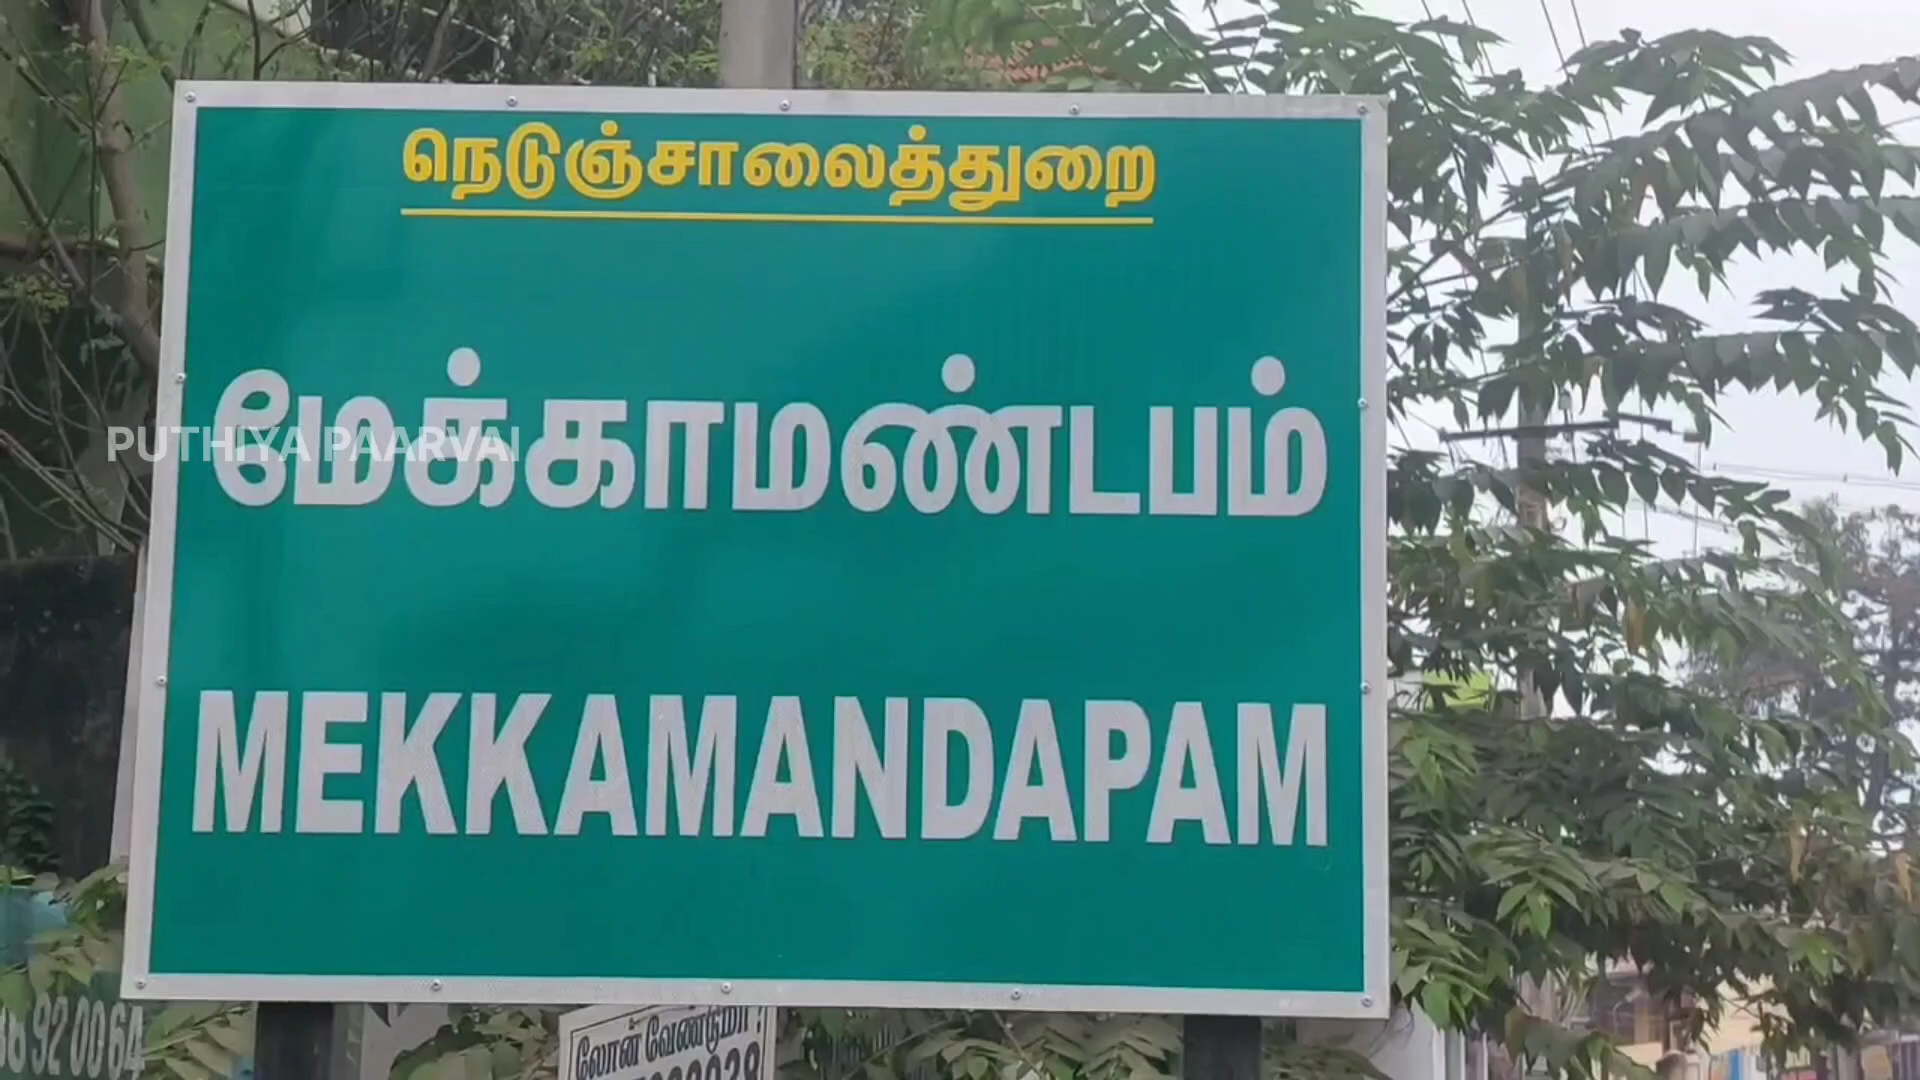 நெடுஞ்சாலைத்துறை
மேக்காமண்டபம்
PUTHIYA PAARVAI
MEKKAMANDAPAM
லோன் வேண்டுமா?